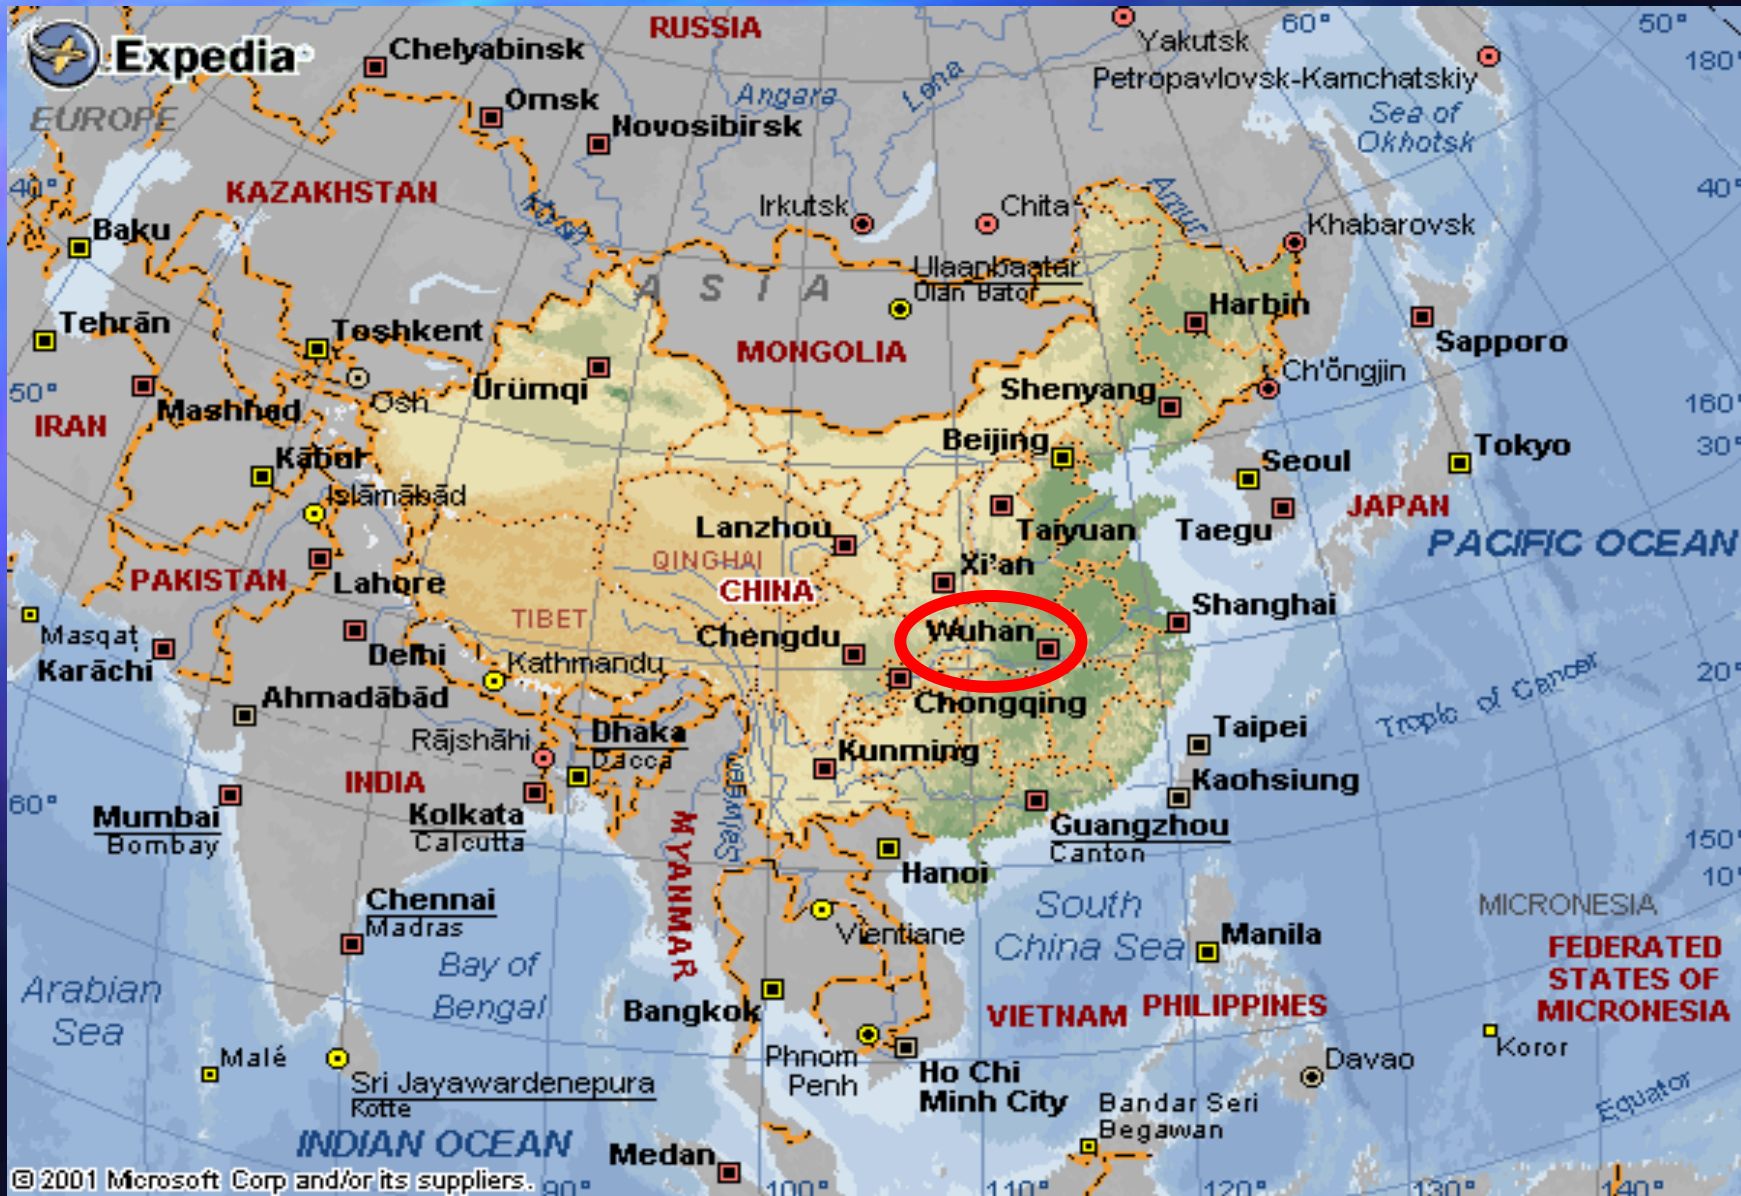 RUSSIA
60°
50°
Yakutsk
180°
Expedia
Chelyabinsk
Petropavlovsk-Kamchatskiy
EUROPE
Omsk
Angara
Lena
Sea of
Okhotsk
Novosibirsk
40°
KAZAKHSTAN
Irkutsk
Chita
Amur
40°
Baku
Khabarovsk
Ulaanbaatar
Olan Bator
ASIA
Harbin
Tehrān
Toshkent
MONGOLIA
Sapporo
50°
Mashhad
Osh
Ürümqi
Shenyang
Ch'ŏngjin
160°
IRAN
Beijing
30°
Kābul
Seoul
Tokyo
Islāmābād
Lanzhou
Taiyuan
Taegu
JAPAN
PACIFIC OCEAN
QINGHAI
Xi'an
PAKISTAN
Lahore
CHINA
Shanghai
TIBET
Masqaţ
Karāchi
Delhi
Kathmandu
Chengdu
Wuhan
20°
Ahmadābād
Chongqing
Tropic of Cancer
Rājshāhi
Dhaka
Dacca
Kunming
Taipei
INDIA
Kaohsiung
60°
Mumbai
Bombay
Kolkata
Calcutta
MYANMAR
Salween
Guangzhou
Canton
150°
Hanoi
10°
Chennai
Madras
Vientiane
South
China Sea
MICRONESIA
Manila
FEDERATED
STATES OF
MICRONESIA
Arabian
Sea
Bay of
Bengal
Bangkok
VIETNAM
PHILIPPINES
Malé
Phnom
Penh
Koror
Davao
Sri Jayawardenepura
Kotte
Ho Chi
Minh City
Bandar Seri
Begawan
Equator
INDIAN OCEAN
Medan
© 2001 Microsoft Corp and/or its suppliers.
90°
100°
110°
120°
130°
140°